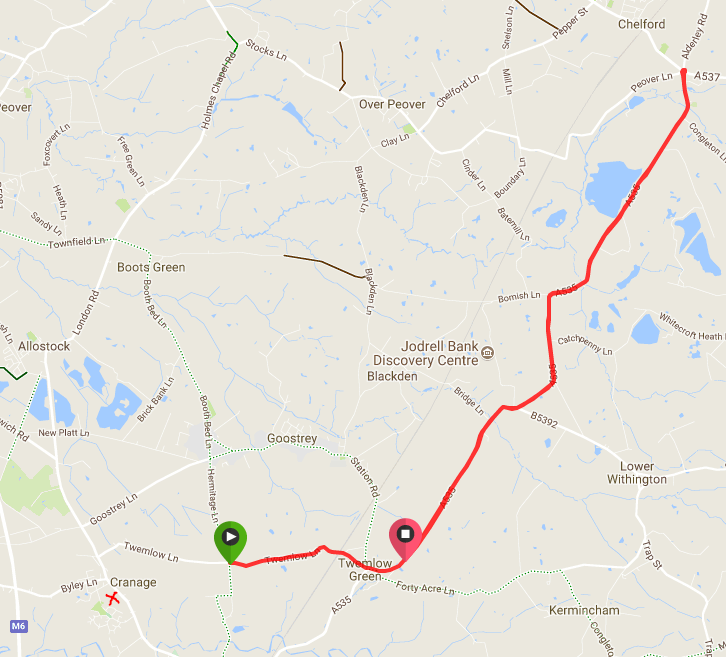 Chelford
Snelson Ln
Pepper St
Alderley Rd
Stocks Ln
A537
Peover Ln
Mill Ln
Chelford Ln
Holmes Chapel Rd
Over Peover
Peover
Congleton Ln
Clay Ln
Foxcovert Ln
Free Green Ln
Cinder Ln
Boundary Ln
Blackden Ln
Heath Ln
A535
Batemill Ln
Sandy Ln
Townfield Ln
Boots Green
Booth Bed Ln
Blackden Ln
Bomish Ln
A535
London Rd
Whitecroft Heath
Catchpenny Ln
Allostock
Jodrell Bank
Discovery Centre
Blackden
A535
Brick Bank Ln
Bridge Ln
Booth Bed Ln
B5392
New Platt Ln
Goostrey
Station Rd
Lower
Withington
Hermitage Ln
A535
Goostrey Ln
Twemlow Ln
Twemlow Ln
Trap St
Twemlow
Green
Cranage
Byley Ln
Forty Acre Ln
A535
Kermincham
M6